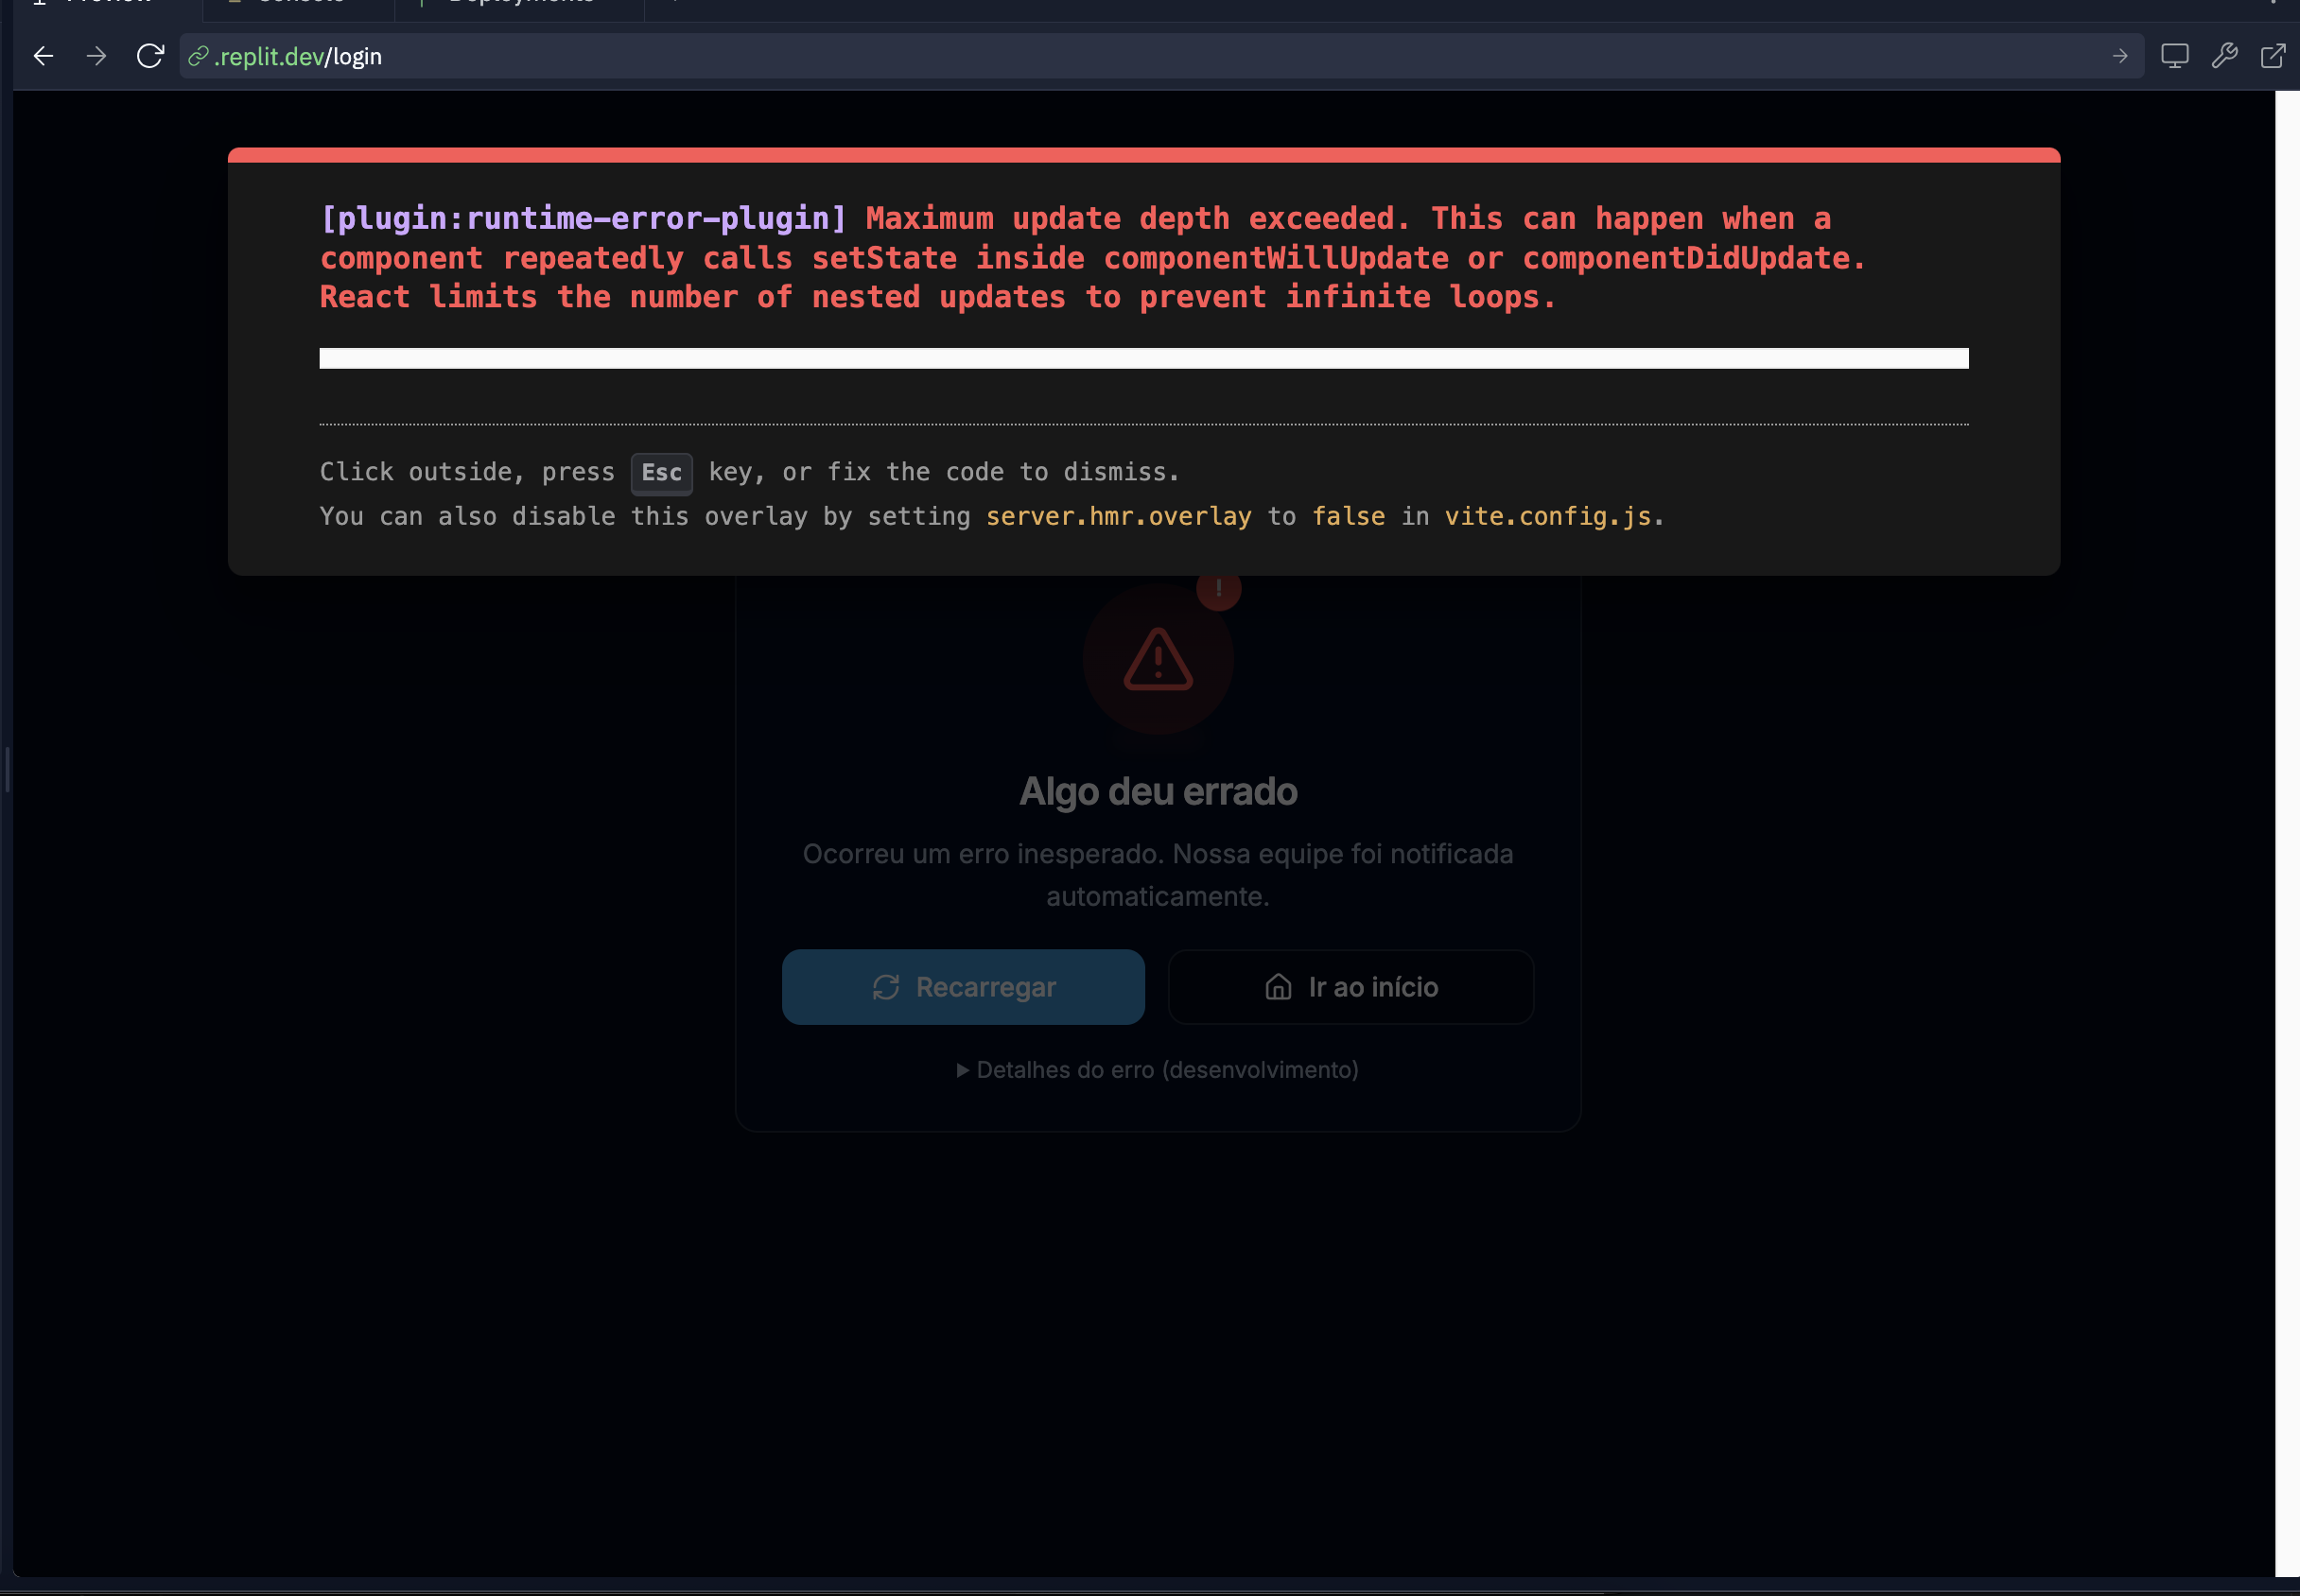 .replit.dev/login
[plugin:runtime-error-plugin] Maximum update depth exceeded. This can happen when a
component repeatedly calls setState inside componentWillUpdate or componentDidUpdate.
React limits the number of nested updates to prevent infinite loops.
Click outside, press Esc key, or fix the code to dismiss.
You can also disable this overlay by setting server.hmr.overlay to false in vite.config.js.
!
Algo deu errado
Ocorreu um erro inesperado. Nossa equipe foi notificada
automaticamente.
Recarregar
Ir ao início
▶ Detalhes do erro (desenvolvimento)